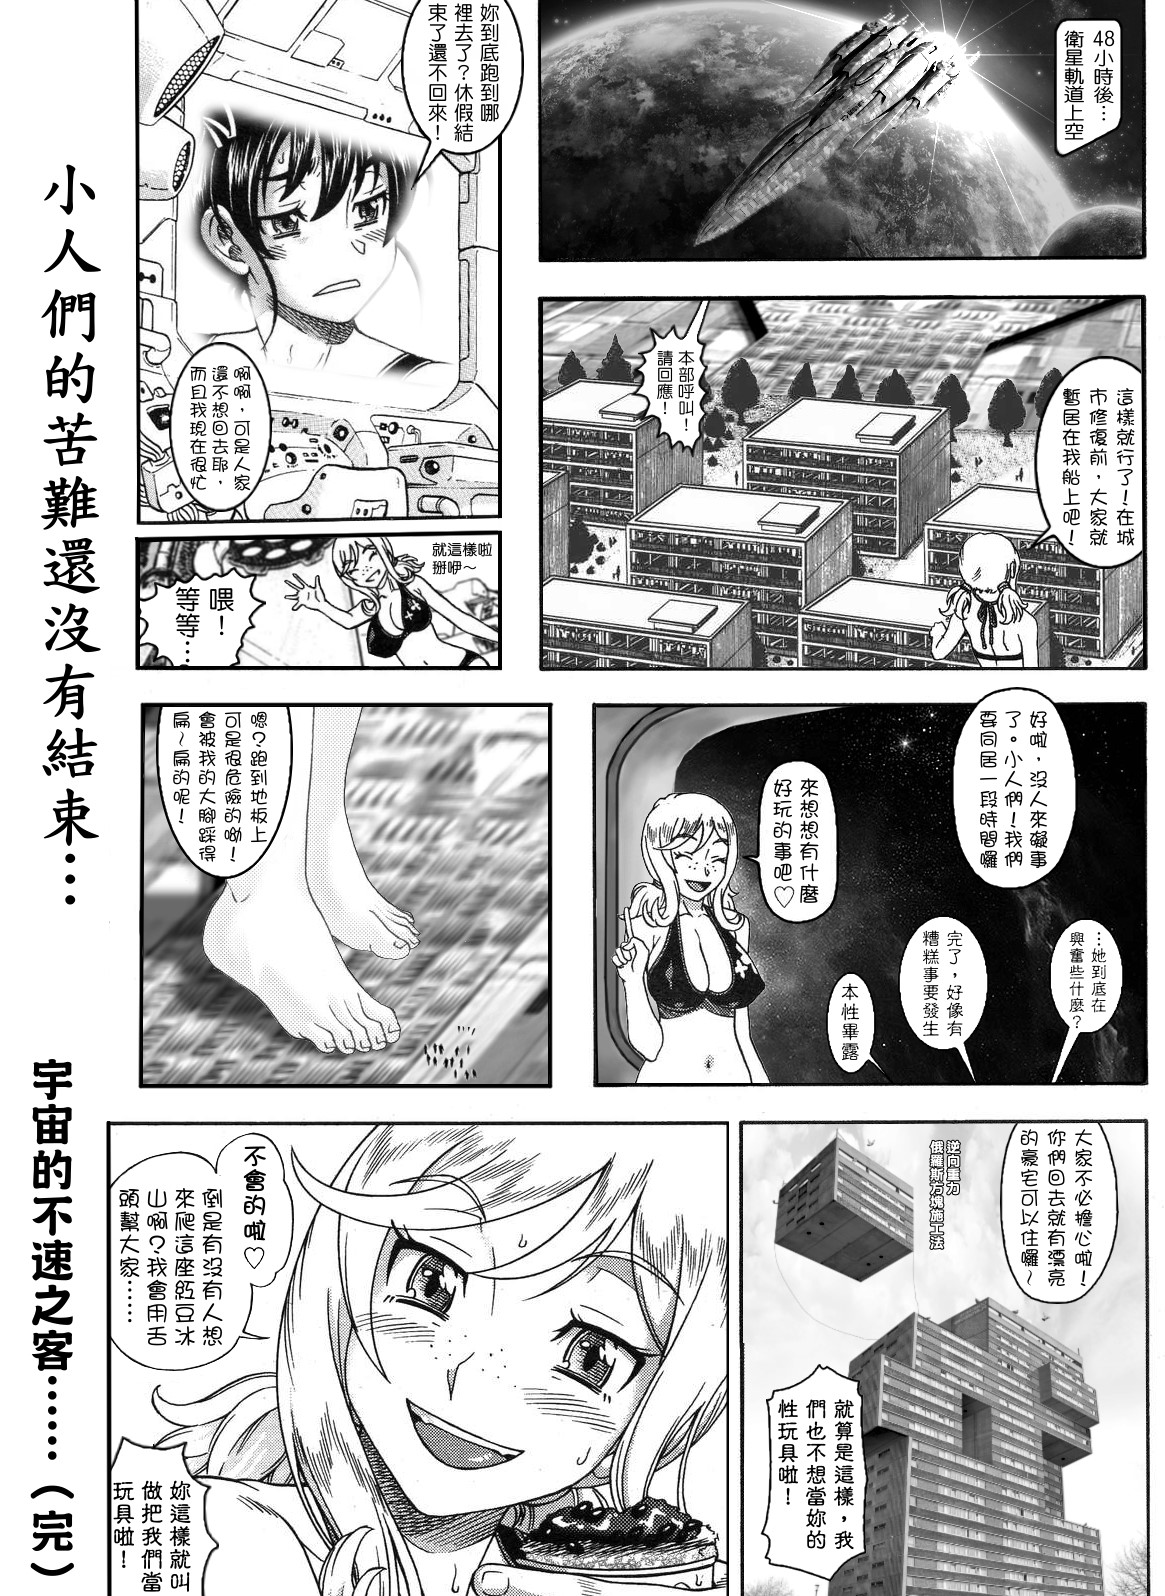 48小時後…
衛星軌道上空
本部呼叫!
請回應!
這樣就行了!在城
市修復前,大家就
暫居在我船上吧!
妳到底跑到哪
裡去了?休假結
束了還不回來!
啊啊,可是人家
還不想回去耶,
而且我現在很忙
就這樣啦
掰咿~
喂!
等等…
好啦,沒人來礙事
了。小人們!我們
要同居一段時間囉
來想想有什麼
好玩的事吧♡
…她到底在
興奮些什麼?
完了,好像有
糟糕事要發生
本性畢露
嗯?跑到地板上
可是很危險的呦!
會被我的大腳踩得
扁~扁的呢!
大家不必擔心啦!
你們回去就有漂亮
的豪宅可以住囉~
逆向重力
俄羅斯方塊施工法
就算是這樣,我
們也不想當妳的
性玩具啦!
不會的啦♡
倒是有沒有人想
來爬這座紅豆冰
山啊?我會用舌
頭幫大家……
妳這樣就叫
做把我們當
玩具啦!
小人們的苦難還沒有結束…
宇宙的不速之客……(完)